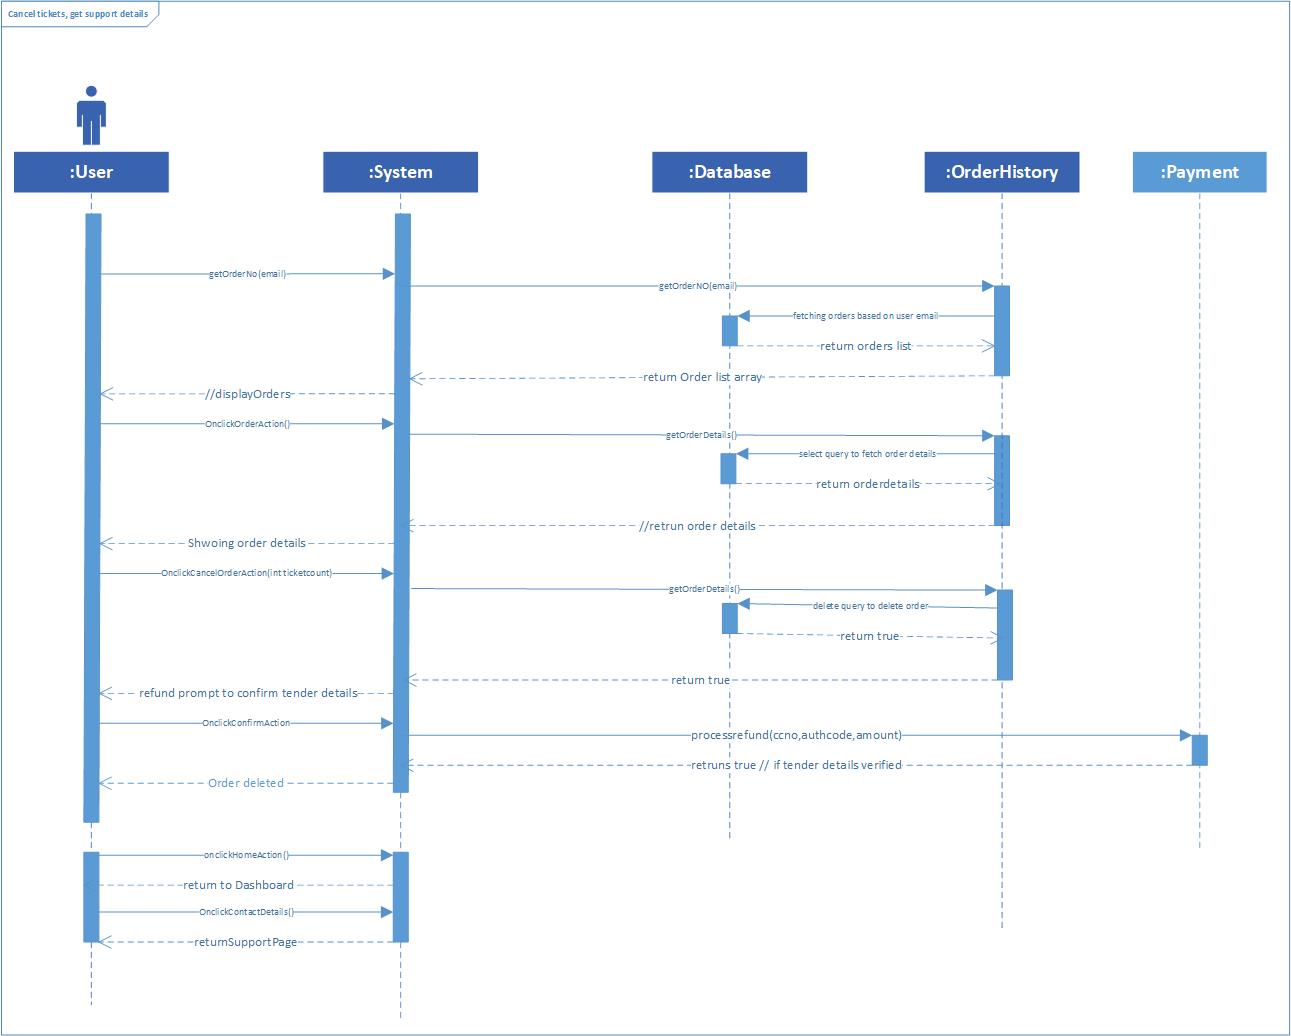 Cancel tickets, get support details
:User
:System
:Database
:OrderHistory
:Payment
getOrderNo(email)
getOrderNO(email)
fetching orders based on user email
return orders list
return Order list array
//displayOrders
OnclickOrderAction()
getOrderDetails()
select query to fetch order details
return orderdetails
//retrun order details
Shwoing order details
OnclickCancelOrderAction(int ticketcount)
getOrderDetails()
delete query to delete order
return true
return true
refund prompt to confirm tender details
OnclickConfirmAction
processrefund(ccno,authcode,amount)
retruns true // if tender details verified
Order deleted
onclickHomeAction()
return to Dashboard
OnclickContactDetails()
returnSupportPage